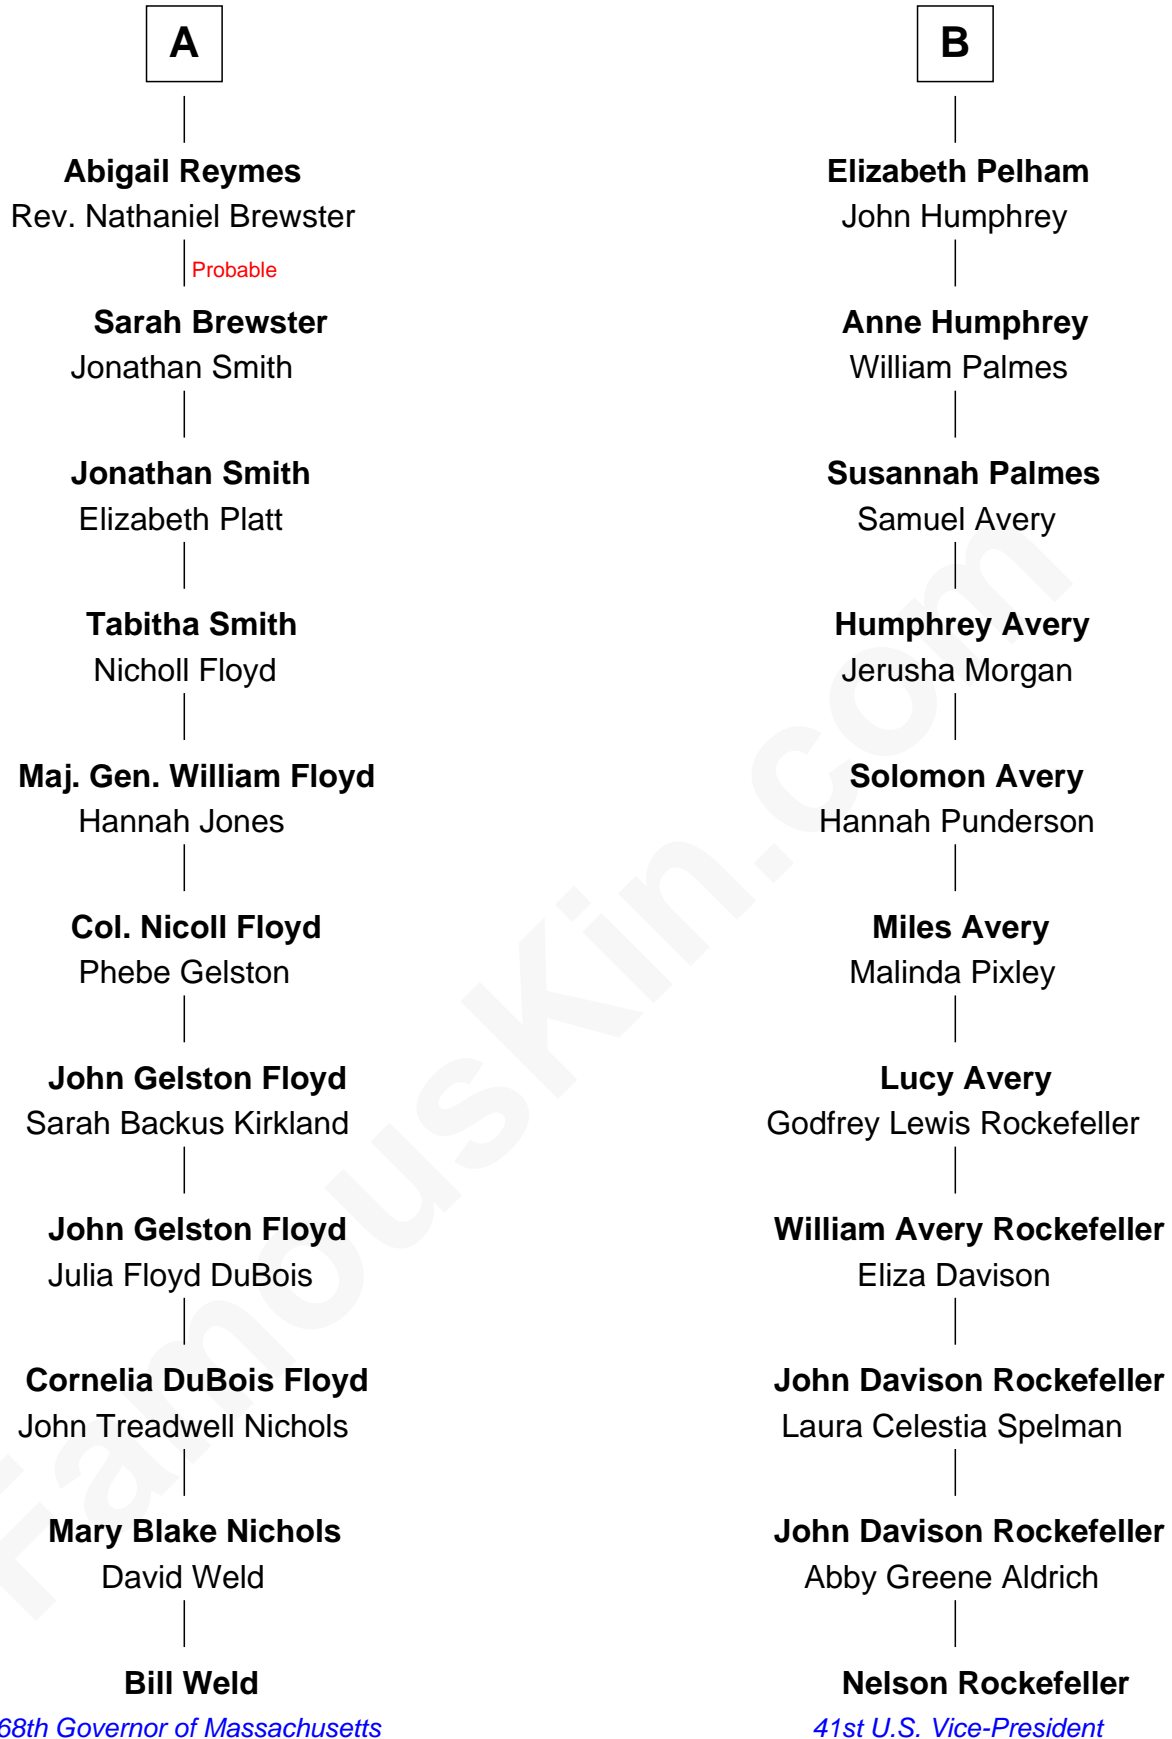 A
Abigail Reymes
Rev. Nathaniel Brewster
Probable
Sarah Brewster
Jonathan Smith
Jonathan Smith
Elizabeth Platt
Tabitha Smith
Nicholl Floyd
Maj. Gen. William Floyd
Hannah Jones
Col. Nicoll Floyd
Phebe Gelston
John Gelston Floyd
Sarah Backus Kirkland
John Gelston Floyd
Julia Floyd DuBois
Cornelia DuBois Floyd
John Treadwell Nichols
Mary Blake Nichols
David Weld
Bill Weld
68th Governor of Massachusetts
B
Elizabeth Pelham
John Humphrey
Anne Humphrey
William Palmes
Susannah Palmes
Samuel Avery
Humphrey Avery
Jerusha Morgan
Solomon Avery
Hannah Punderson
Miles Avery
Malinda Pixley
Lucy Avery
Godfrey Lewis Rockefeller
William Avery Rockefeller
Eliza Davison
John Davison Rockefeller
Laura Celestia Spelman
John Davison Rockefeller
Abby Greene Aldrich
Nelson Rockefeller
41st U.S. Vice-President
FamousKin.com